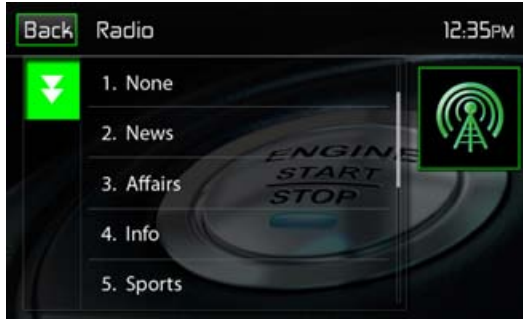 Back Radio 12:35PM
1. None
2. News
3. Affairs
4. Info
5. Sports
ENGINE
START
STOP